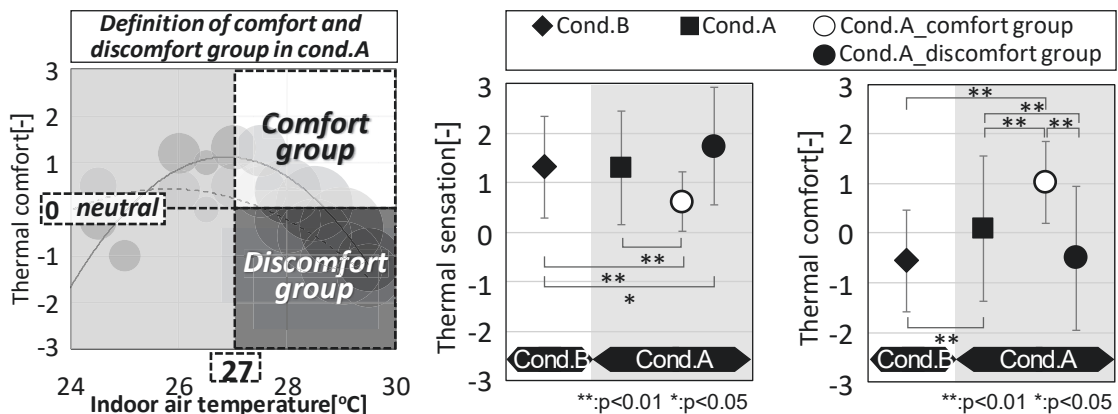 Definition of comfort and
discomfort group in cond.A
Thermal comfort[-]
3
2
1
0
-1
-2
-3
neutral
Comfort
group
Discomfort
group
27
24
26
28
30
Indoor air temperature[°C]
Cond.B
Cond.A
Cond.A_comfort group
Cond.A_discomfort group
Thermal sensation[-]
3
2
1
0
-1
-2
-3
**
**
*
Cond.B
Cond.A
**:p<0.01 *:p<0.05
Thermal comfort[-]
3
2
1
0
-1
-2
-3
**
**
**
**
**
Cond.B
Cond.A
**:p<0.01 *:p<0.05